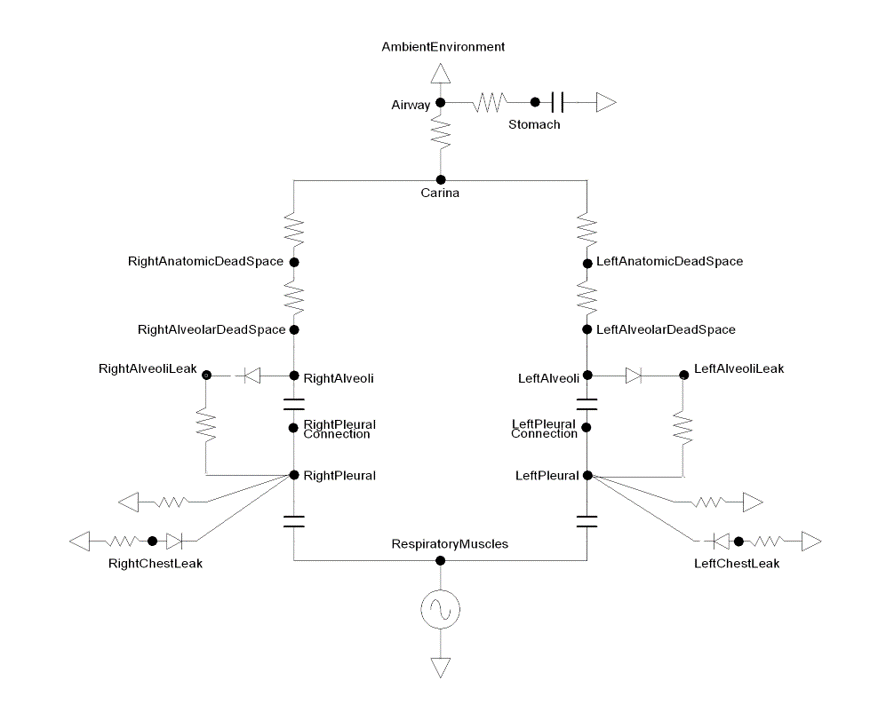 AmbientEnvironment
Airway
Stomach
Carina
RightAnatomicDeadSpace
LeftAnatomicDeadSpace
RightAlveolarDeadSpace
LeftAlveolarDeadSpace
RightAlveoliLeak
RightAlveoli
LeftAlveoli
LeftAlveoliLeak
RightPleural
Connection
LeftPleural
Connection
RightPleural
LeftPleural
RespiratoryMuscles
RightChestLeak
LeftChestLeak